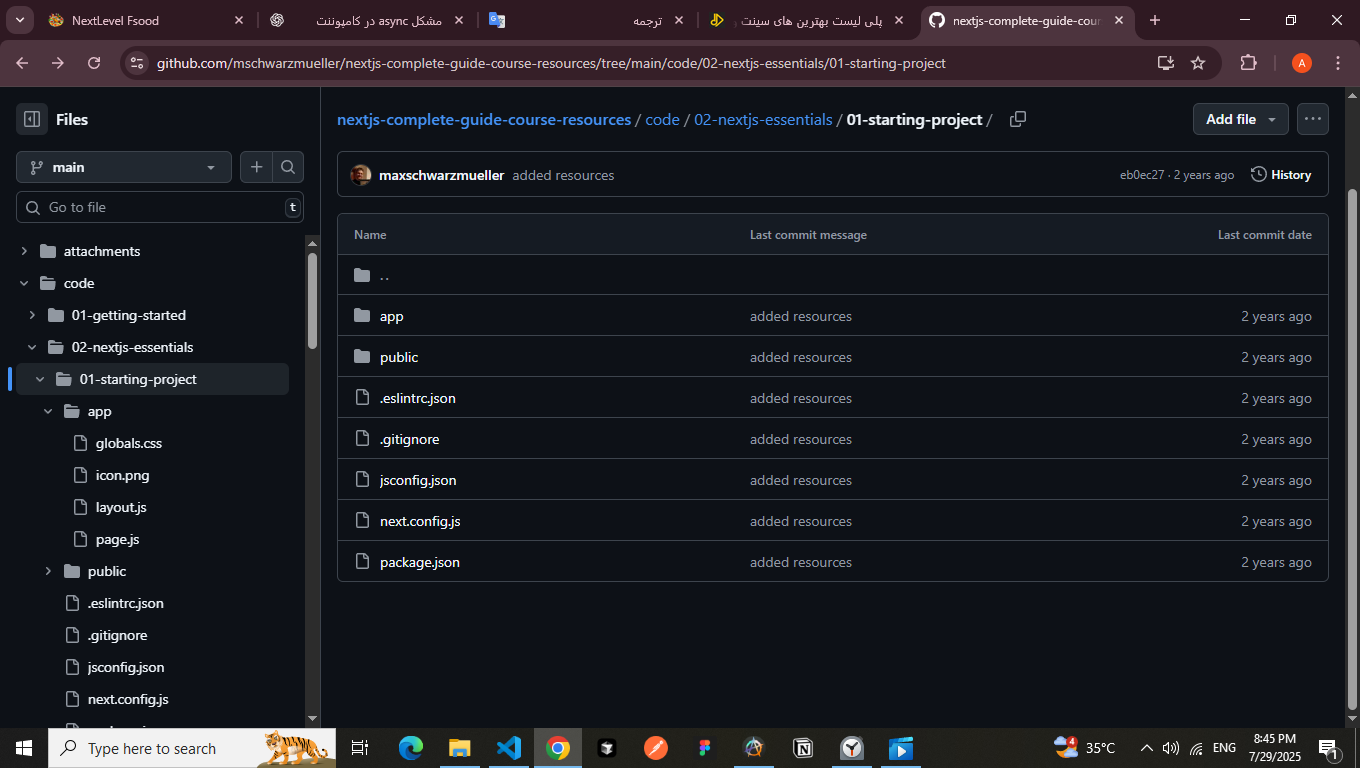 NextLevel Fsood
مشکل async در کامپوننت
ترجمه
پلی لیست بهترین های سینت
nextjs-complete-guide-cour
github.com/mschwarzmueller/nextjs-complete-guide-course-resources/tree/main/code/02-nextjs-essentials/01-starting-project
A
Files
main
Go to file
t
attachments
code
01-getting-started
02-nextjs-essentials
01-starting-project
app
globals.css
icon.png
layout.js
page.js
public
.eslintrc.json
.gitignore
jsconfig.json
next.config.js
nextjs-complete-guide-course-resources / code / 02-nextjs-essentials / 01-starting-project /
Add file
maxschwarzmueller added resources
eb0ec27 · 2 years ago
History
Name Last commit message Last commit date
..
app added resources 2 years ago
public added resources 2 years ago
.eslintrc.json added resources 2 years ago
.gitignore added resources 2 years ago
jsconfig.json added resources 2 years ago
next.config.js added resources 2 years ago
package.json added resources 2 years ago
Type here to search
4
35°C
ENG
8:45 PM
7/29/2025
1